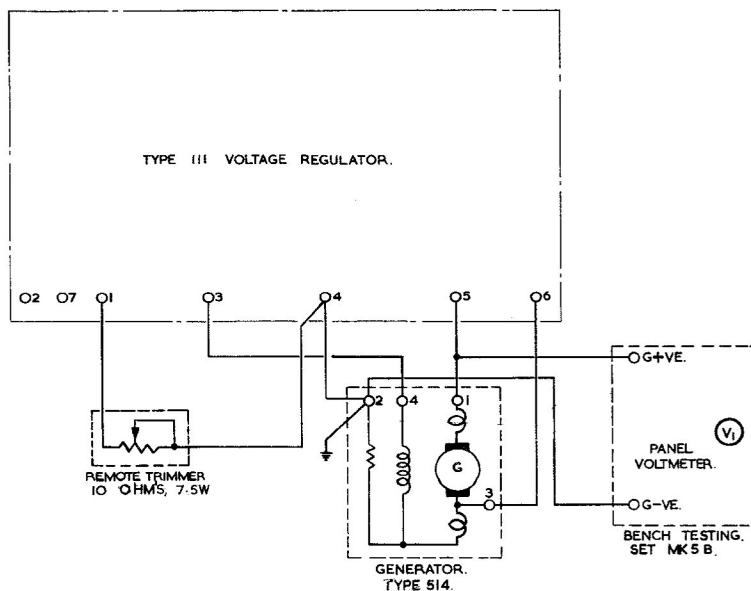 TYPE III VOLTAGE REGULATOR.
2 7 1 3 4 5 6
G+VE.
2 4 1
V1
G
PANEL
VOLTMETER.
3
REMOTE TRIMMER
10 OHMS, 7·5W
G-VE.
BENCH TESTING.
SET MK 5 B.
GENERATOR.
TYPE 514.